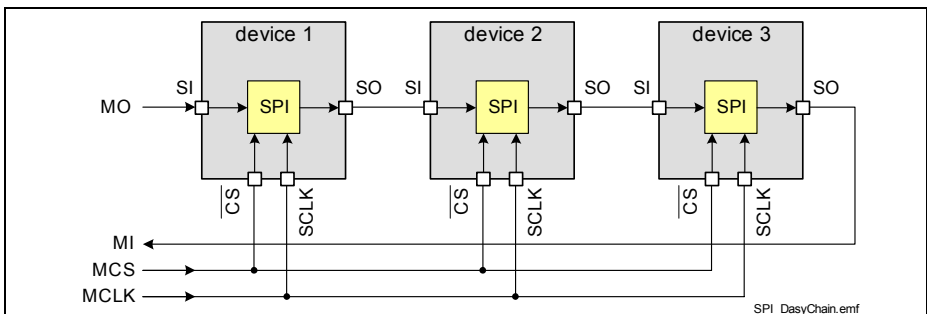 device 1
device 2
device 3
MO
SI
SPI
SO
SI
SPI
SO
SI
SPI
SO
CS
SCLK
CS
SCLK
CS
SCLK
MI
MCS
MCLK
SPI_DasyChain.emf